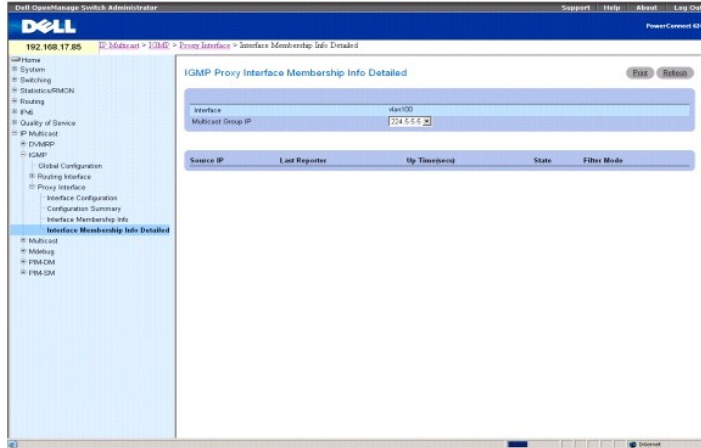 Dell OpenManage Switch Administrator
Support Help About Log Out
DELL
PowerConnect 62
192.168.17.85
IP Multicast > IGMP > Proxy Interface > Interface Membership Info Detailed
Home
System
Switching
Statistics/RMON
Routing
IPv6
Quality of Service
IP Multicast
DVMRP
IGMP
Global Configuration
Routing Interface
Proxy Interface
Interface Configuration
Configuration Summary
Interface Membership Info
Interface Membership Info Detailed
Multicast
Mdebug
PIM-DM
PIM-SM
IGMP Proxy Interface Membership Info Detailed
Print Refresh
Interface vlan100
Multicast Group IP 224.5.5.5
Source IP Last Reporter Up Time(secs) State Filter Mode
Internet